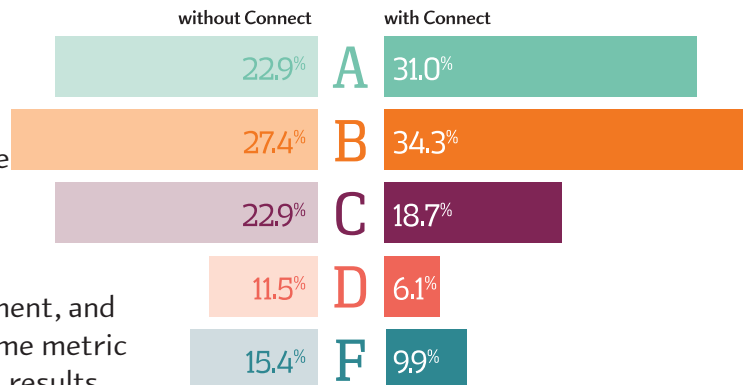 without Connect with Connect
22.9% A 31.0%
e
27.4% B 34.3%
22.9% C 18.7%
11.5% D 6.1%
ment, and
me metric
15.4% F 9.9%
results